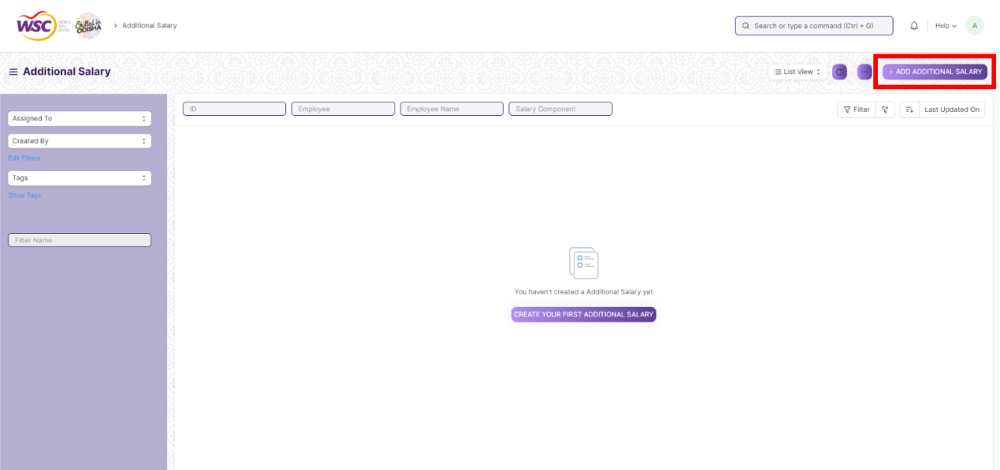 WSC WORLD SKILL CENTER Skilled in ODISHA > Additional Salary Search or type a command (Ctrl + G) Help A
Additional Salary List View + ADD ADDITIONAL SALARY
ID Employee Employee Name Salary Component Filter Last Updated On
Assigned To
Created By
Edit Filters
Tags
Show Tags
Filter Name
You haven't created a Additional Salary yet
CREATE YOUR FIRST ADDITIONAL SALARY